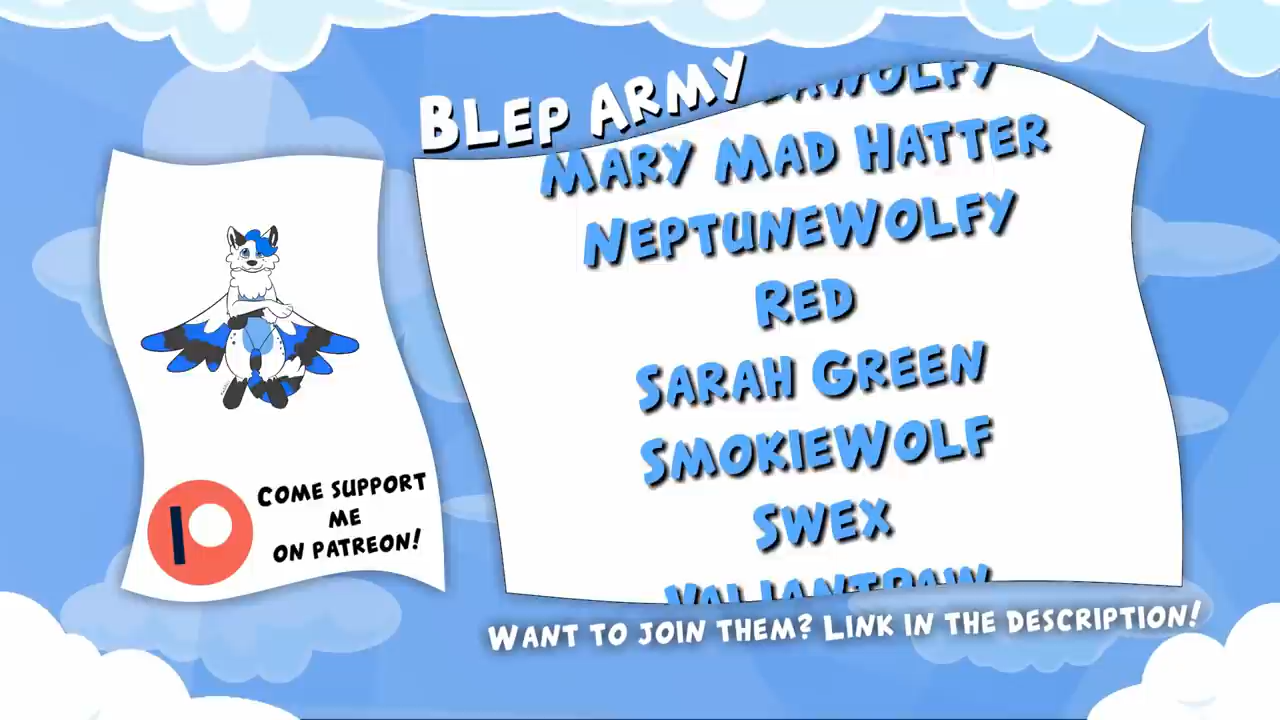 BLEP ARMY
MARY MAD HATTER
NEPTUNEWOLFY
RED
SARAH GREEN
SMOKIEWOLF
SWEX
VALIANTPAW
COME SUPPORT
ME
ON PATREON!
WANT TO JOIN THEM? LINK IN THE DESCRIPTION!